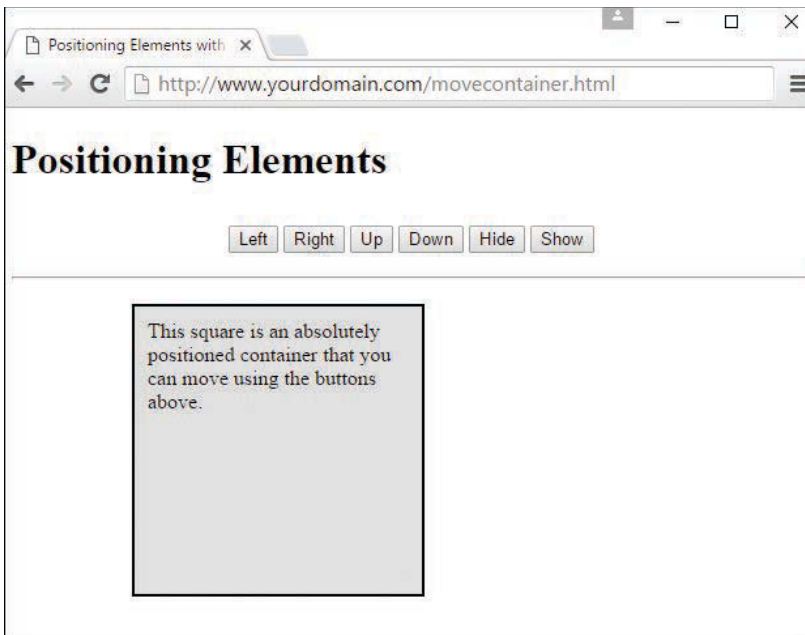 Positioning Elements with
http://www.yourdomain.com/movecontainer.html
Positioning Elements
Left Right Up Down Hide Show
This square is an absolutely
positioned container that you
can move using the buttons
above.